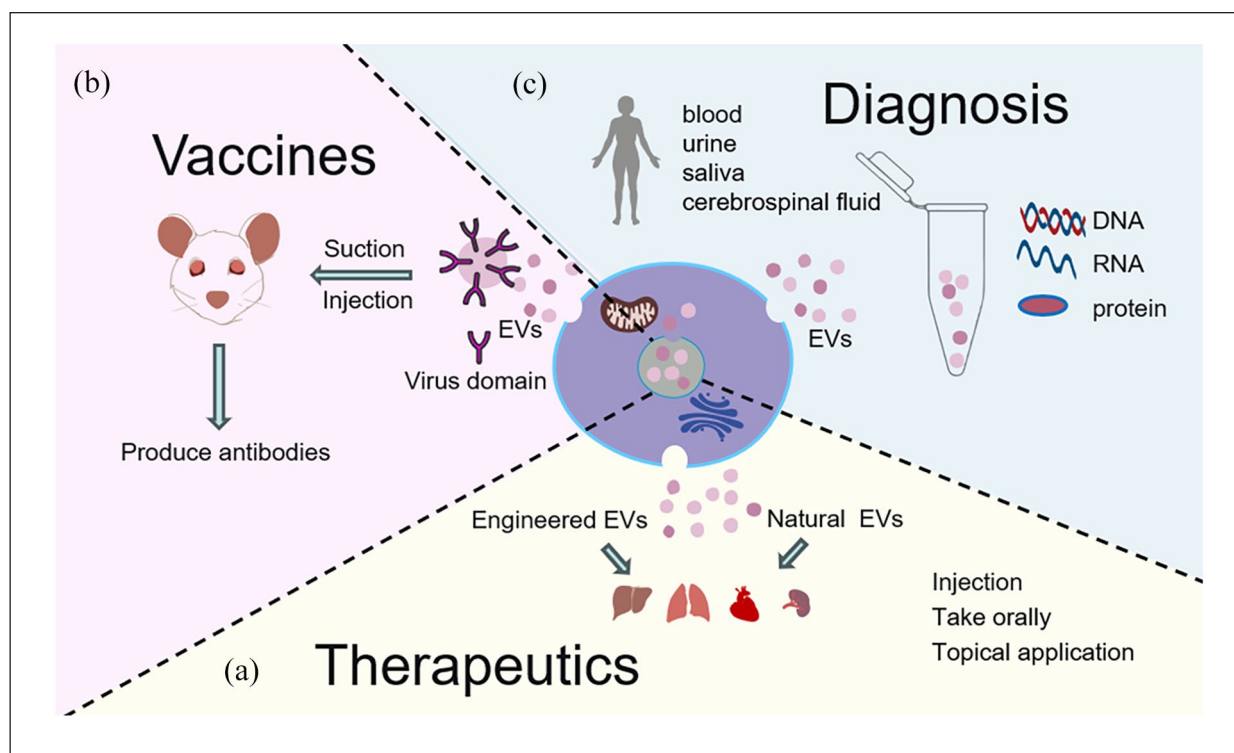 (b)
Vaccines
Suction
Injection
EVs
Virus domain
Produce antibodies
(c)
Diagnosis
blood
urine
saliva
cerebrospinal fluid
DNA
RNA
protein
EVs
Engineered EVs
Natural EVs
Injection
Take orally
Topical application
(a)
Therapeutics